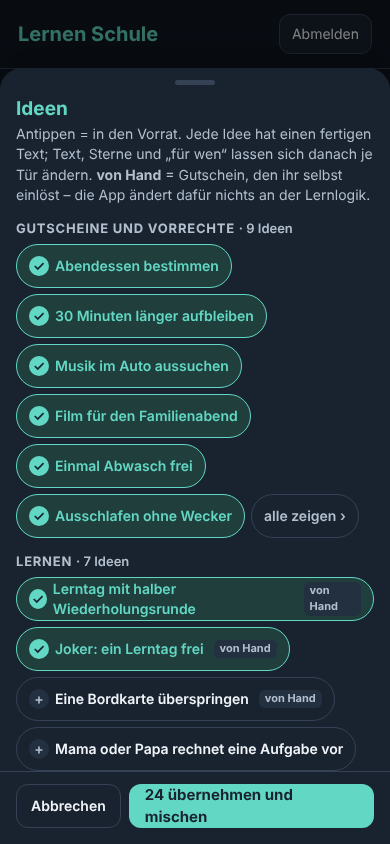 Lernen Schule
Abmelden
Ideen
Antippen = in den Vorrat. Jede Idee hat einen fertigen
Text; Text, Sterne und „für wen“ lassen sich danach je
Tür ändern. von Hand = Gutschein, den ihr selbst
einlöst – die App ändert dafür nichts an der Lernlogik.
GUTSCHEINE UND VORRECHTE · 9 Ideen
Abendessen bestimmen
30 Minuten länger aufbleiben
Musik im Auto aussuchen
Film für den Familienabend
Einmal Abwasch frei
Ausschlafen ohne Wecker
alle zeigen ›
LERNEN · 7 Ideen
Lerntag mit halber
Wiederholungsrunde
von
Hand
Joker: ein Lerntag frei
von Hand
+ Eine Bordkarte überspringen
von Hand
+ Mama oder Papa rechnet eine Aufgabe vor
Abbrechen
24 übernehmen und
mischen